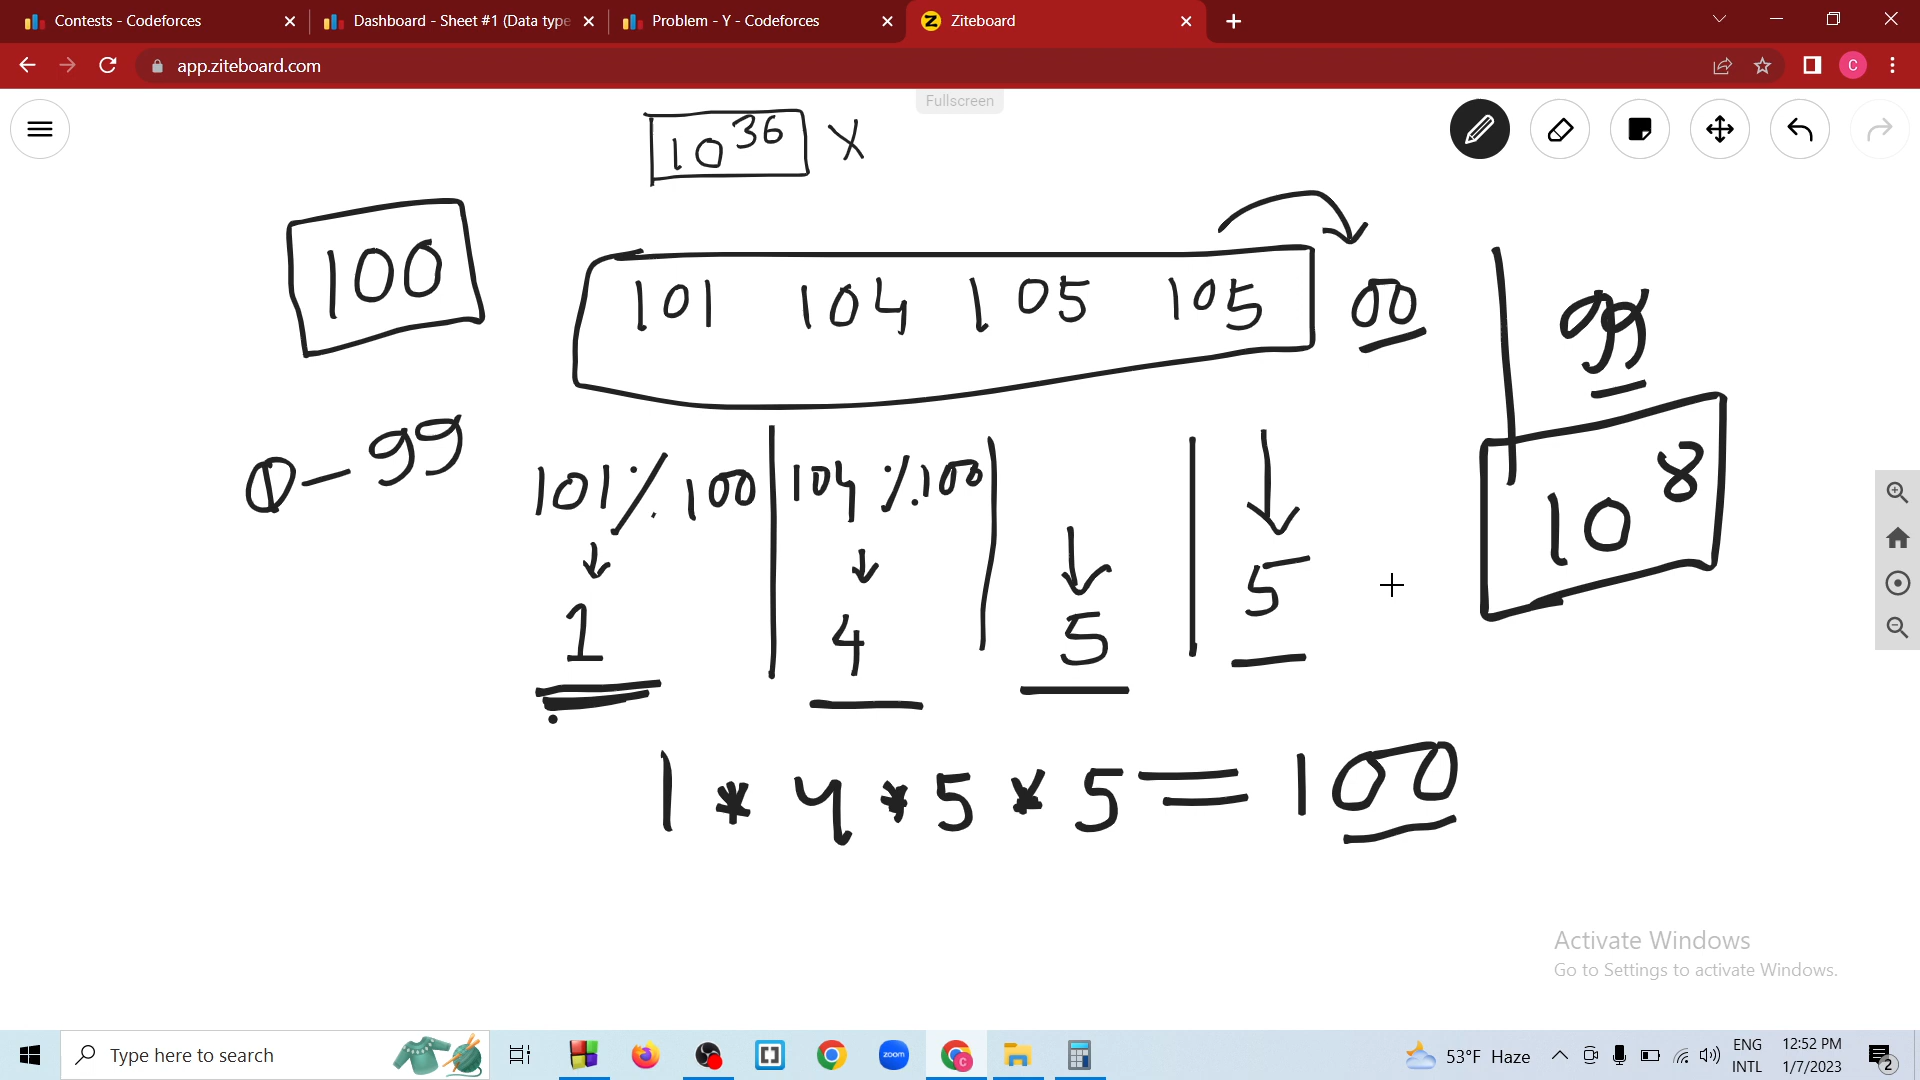 Contests - Codeforces
Dashboard - Sheet #1 (Data type
Problem - Y - Codeforces
Ziteboard
app.ziteboard.com
C
Fullscreen
10^36 X
100
101 104 105 105 00
99
0 - 99
101 % 100
104 % 100
10^8
1
4
5
5
1 * 4 * 5 * 5 = 100
Activate Windows
Go to Settings to activate Windows.
Type here to search
zoom
C
53°F Haze
ENG
INTL
12:52 PM
1/7/2023
2